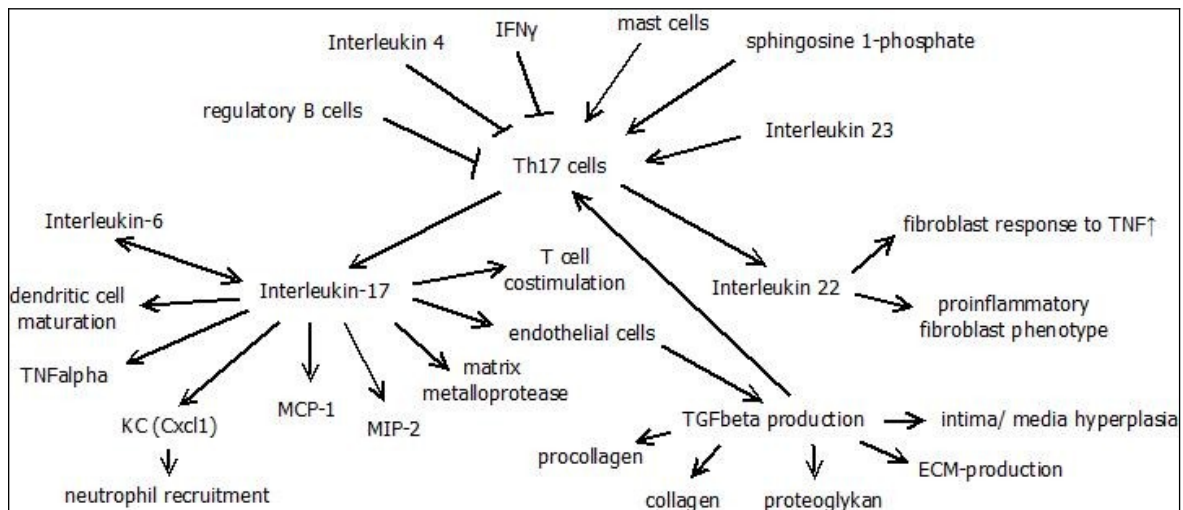 mast cells
IFNγ
Interleukin 4
sphingosine 1-phosphate
regulatory B cells
Interleukin 23
Th17 cells
Interleukin-6
fibroblast response to TNF↑
T cell
costimulation
Interleukin-17
Interleukin 22
dendritic cell
maturation
proinflammatory
fibroblast phenotype
endothelial cells
TNFalpha
matrix
metalloprotease
MCP-1
KC (Cxcl1)
MIP-2
TGFbeta production
intima/ media hyperplasia
procollagen
ECM-production
neutrophil recruitment
collagen
proteoglykan